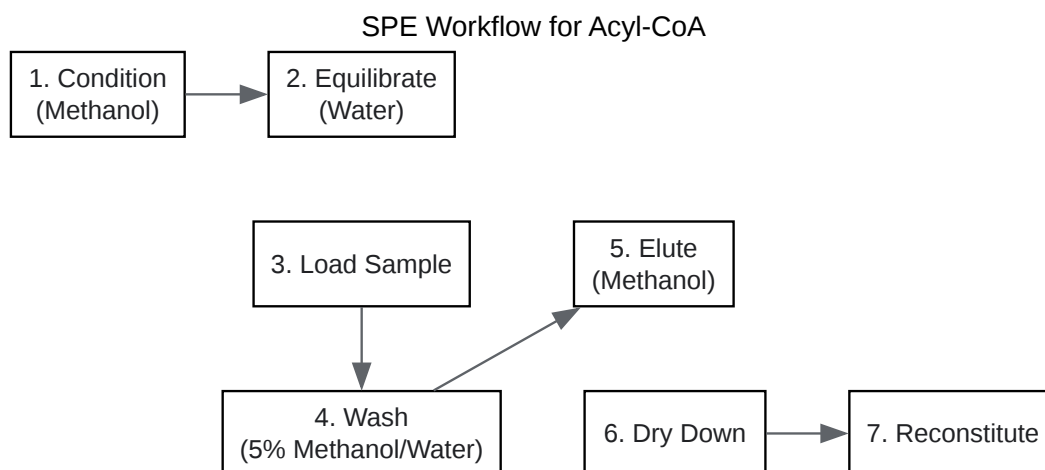 SPE Workflow for Acyl-CoA
1. Condition
(Methanol)
2. Equilibrate
(Water)
3. Load Sample
5. Elute
(Methanol)
4. Wash
(5% Methanol/Water)
6. Dry Down
7. Reconstitute